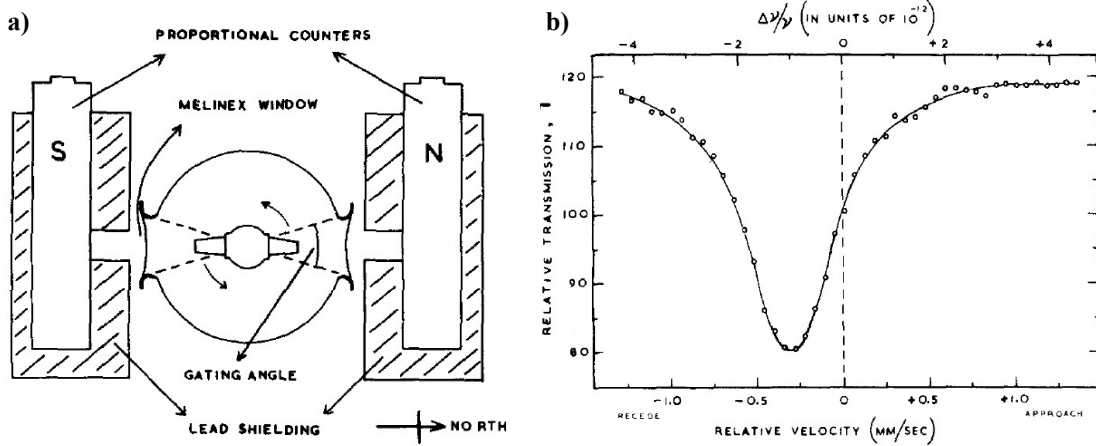 a)
PROPORTIONAL COUNTERS
MELINEX WINDOW
S
N
GATING ANGLE
LEAD SHIELDING
NORTH
b)
Δν/ν (IN UNITS OF 10⁻¹²)
-4 -2 0 +2 +4
120
110
100
90
80
RELATIVE TRANSMISSION, I
-1.0 -0.5 0 +0.5 +1.0
RECEDE APPROACH
RELATIVE VELOCITY (MM/SEC)